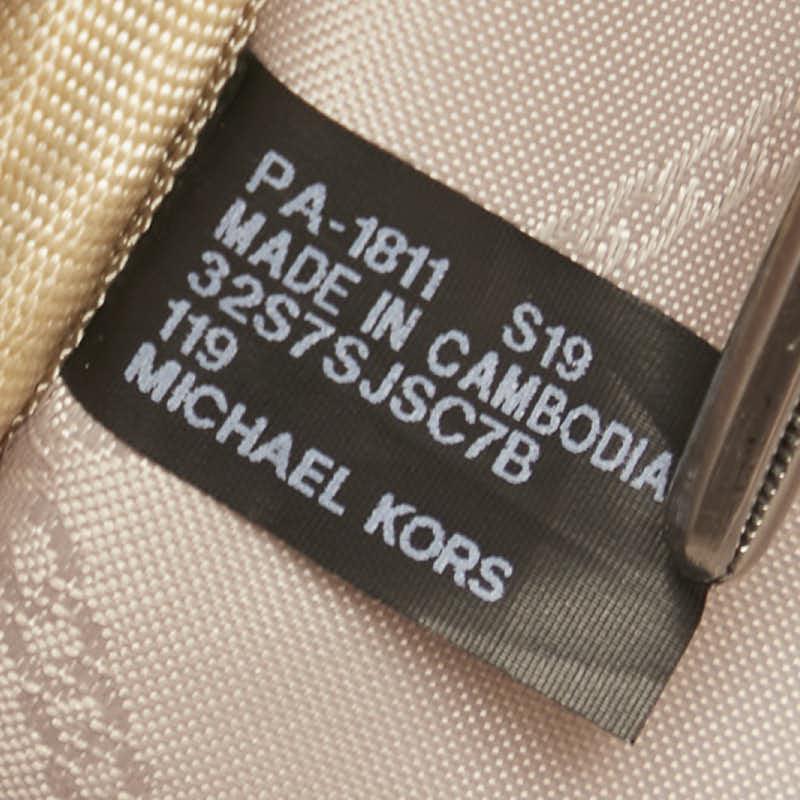 PA-1811 S19
MADE IN CAMBODIA
32S7SJSC7B
119
MICHAEL KORS